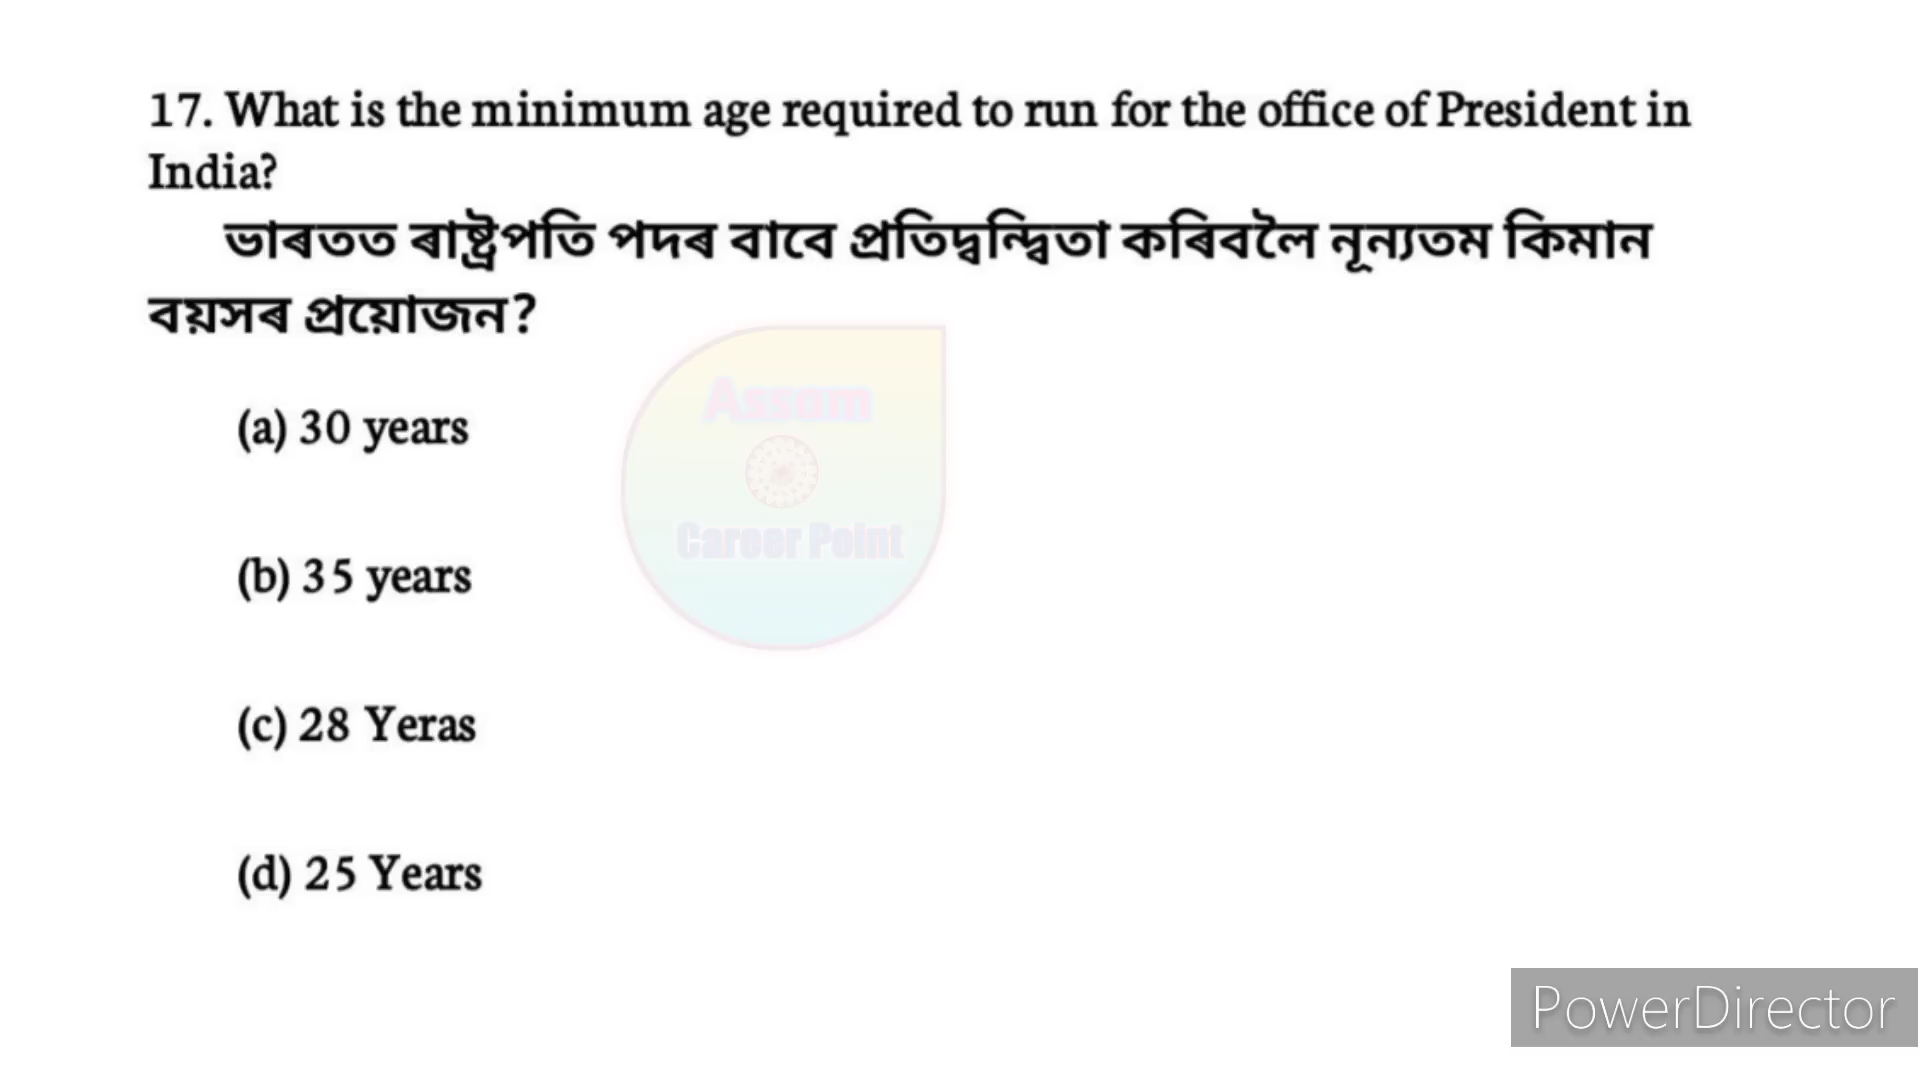 17. What is the minimum age required to run for the office of President in
India?
ভাৰতত ৰাষ্ট্ৰপতি পদৰ বাবে প্ৰতিদ্বন্দ্বিতা কৰিবলৈ নূন্যতম কিমান
বয়সৰ প্ৰয়োজন?
Assam
(a) 30 years
Career Point
(b) 35 years
(c) 28 Yeras
(d) 25 Years
PowerDirector